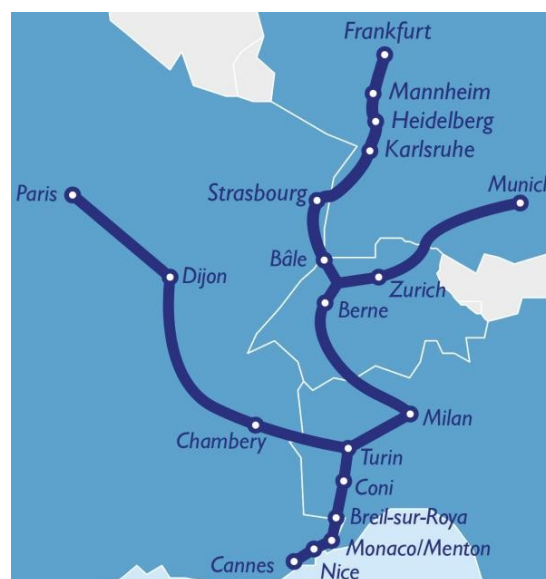 Frankfurt
Mannheim
Heidelberg
Karlsruhe
Paris
Strasbourg
Munich
Bâle
Dijon
Zurich
Berne
Milan
Chambery
Turin
Coni
Breil-sur-Roya
Monaco/Menton
Cannes
Nice